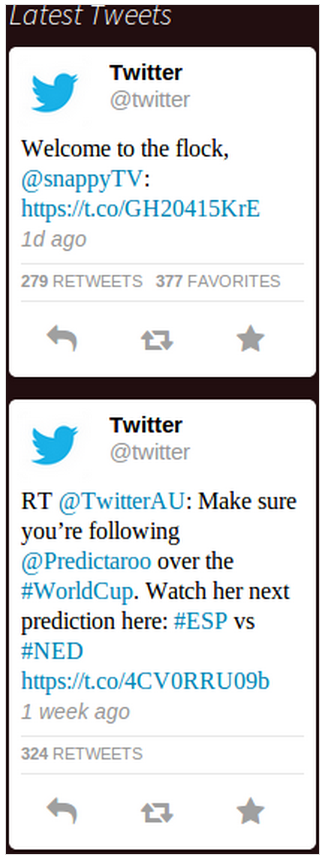 Latest Tweets
Twitter
@twitter
Welcome to the flock,
@snappyTV:
https://t.co/GH20415KrE
1d ago
279 RETWEETS 377 FAVORITES
Twitter
@twitter
RT @TwitterAU: Make sure
you’re following
@Predictaroo over the
#WorldCup. Watch her next
prediction here: #ESP vs
#NED
https://t.co/4CV0RRU09b
1 week ago
324 RETWEETS